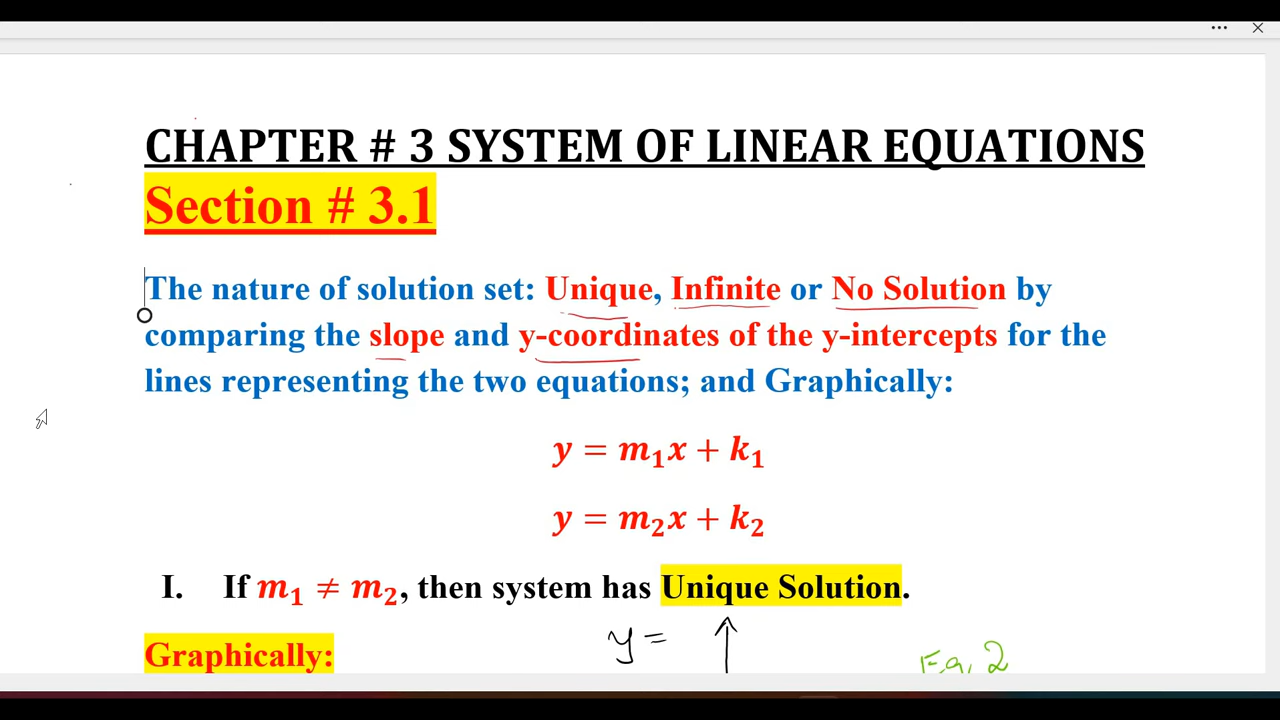 CHAPTER # 3 SYSTEM OF LINEAR EQUATIONS
Section # 3.1
The nature of solution set: Unique, Infinite or No Solution by
comparing the slope and y-coordinates of the y-intercepts for the
lines representing the two equations; and Graphically:
y = m₁x + k₁
y = m₂x + k₂
I. If m₁ ≠ m₂, then system has Unique Solution.
y =
Graphically:
Eq. 2